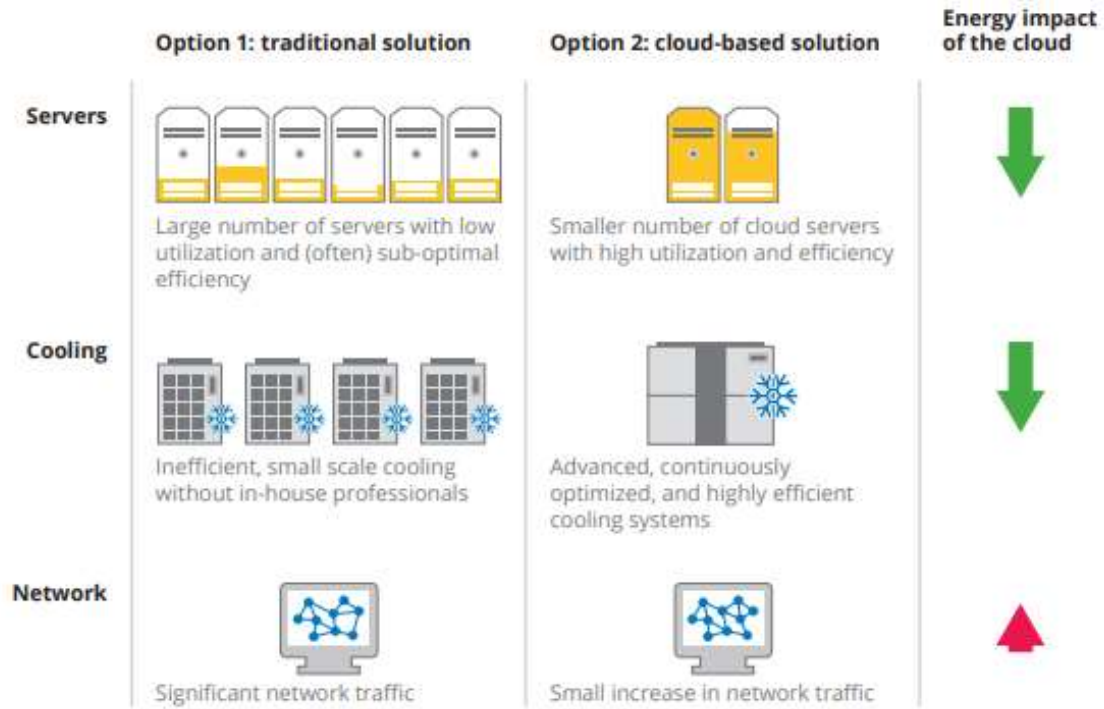 Energy impact
of the cloud
Option 1: traditional solution
Option 2: cloud-based solution
Servers
Large number of servers with low
utilization and (often) sub-optimal
efficiency
Smaller number of cloud servers
with high utilization and efficiency
Cooling
Inefficient, small scale cooling
without in-house professionals
Advanced, continuously
optimized, and highly efficient
cooling systems
Network
Significant network traffic
Small increase in network traffic